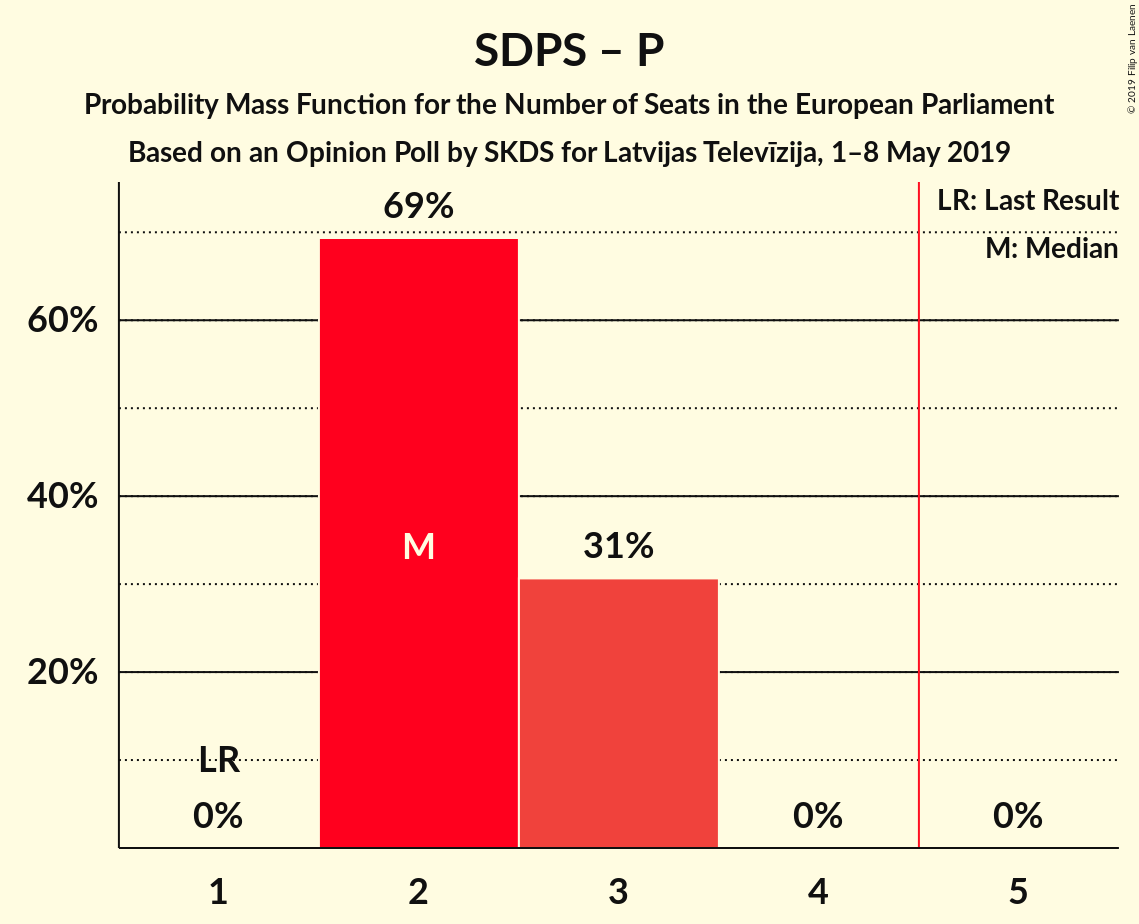 SDPS – P
Probability Mass Function for the Number of Seats in the European Parliament
Based on an Opinion Poll by SKDS for Latvijas Televīzija, 1–8 May 2019
© 2019 Filip van Laenen
LR: Last Result
M: Median
69%
60%
40%
M
31%
20%
LR
0%
0%
0%
1
2
3
4
5